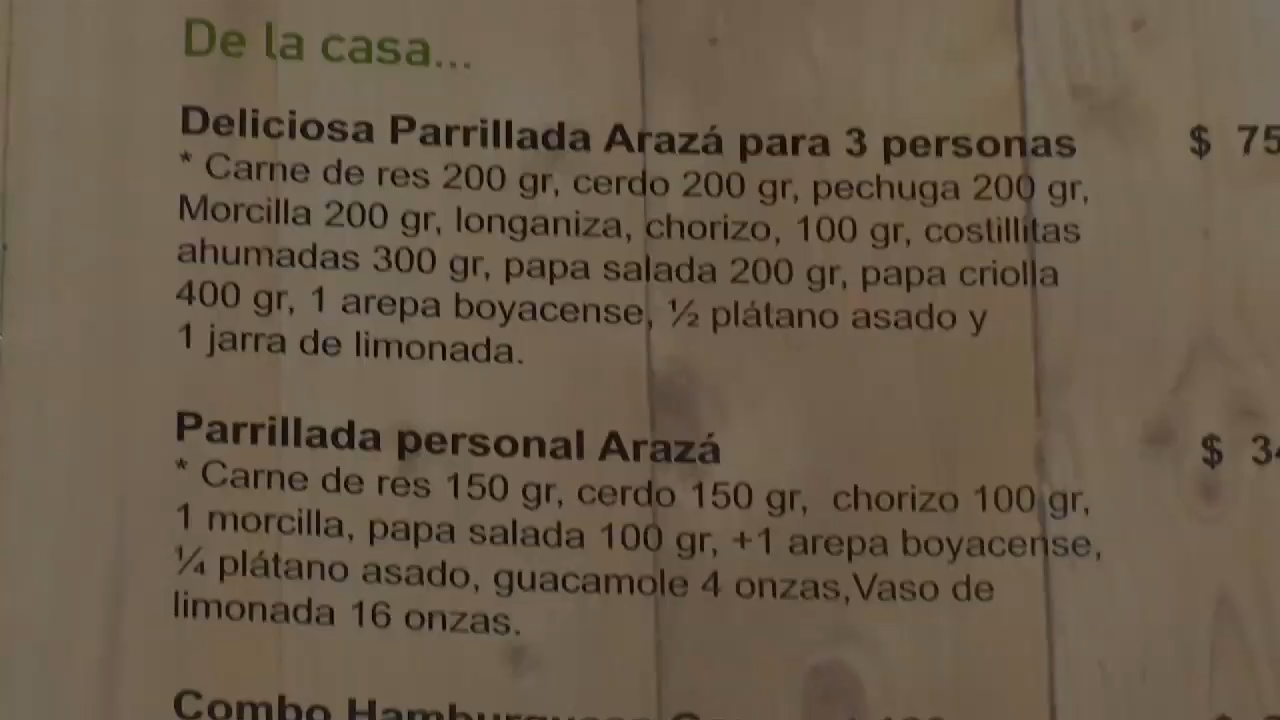 De la casa...
Deliciosa Parrillada Arazá para 3 personas $ 75
* Carne de res 200 gr, cerdo 200 gr, pechuga 200 gr,
Morcilla 200 gr, longaniza, chorizo, 100 gr, costillitas
ahumadas 300 gr, papa salada 200 gr, papa criolla
400 gr, 1 arepa boyacense, ½ plátano asado y
1 jarra de limonada.
Parrillada personal Arazá $ 34
* Carne de res 150 gr, cerdo 150 gr, chorizo 100 gr,
1 morcilla, papa salada 100 gr, +1 arepa boyacense,
¼ plátano asado, guacamole 4 onzas,Vaso de
limonada 16 onzas.
Combo Hamburguesa